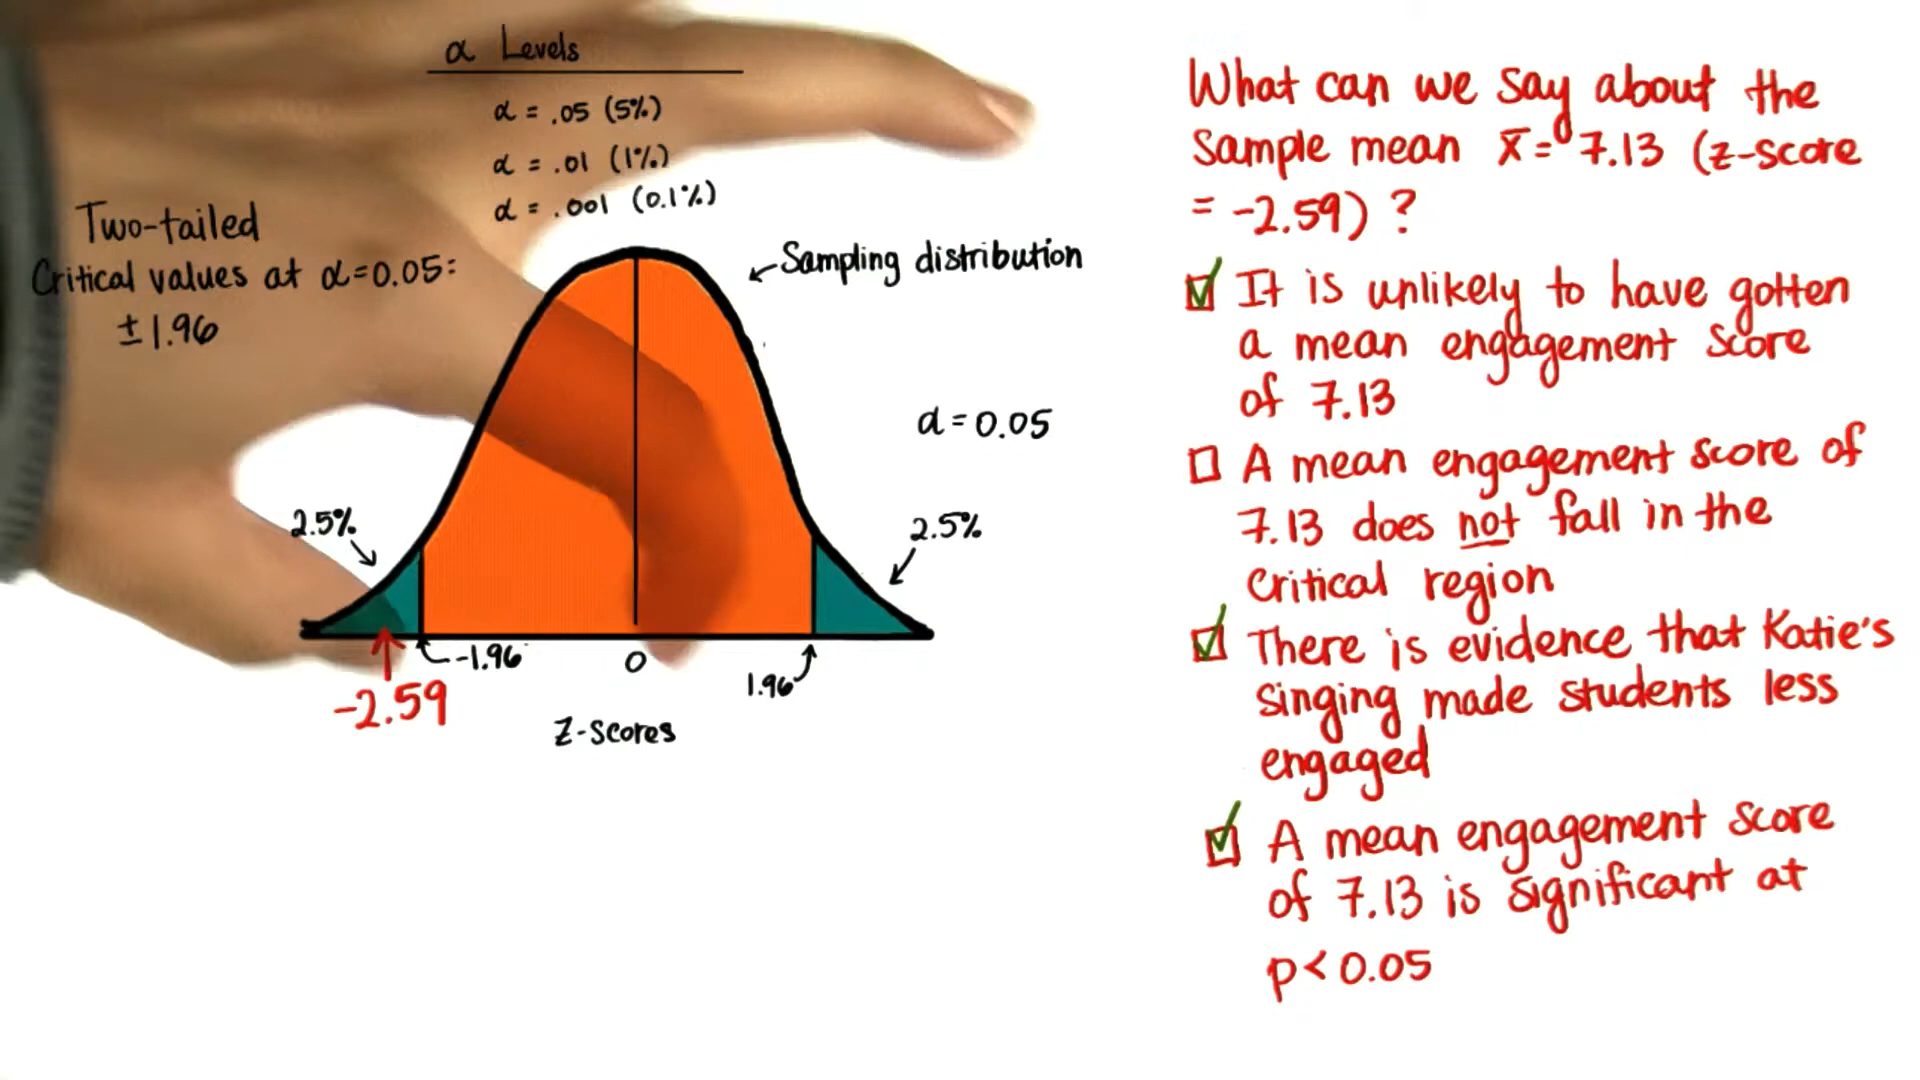 α Levels
α = .05 (5%)
α = .01 (1%)
α = .001 (0.1%)
Two-tailed
Critical values at α=0.05:
±1.96
Sampling distribution
α = 0.05
2.5%
2.5%
-1.96
0
1.96
-2.59
Z-scores
What can we say about the
Sample mean x̄ = 7.13 (z-score
= -2.59) ?
It is unlikely to have gotten
a mean engagement score
of 7.13
A mean engagement score of
7.13 does not fall in the
Critical region
There is evidence that Katie's
singing made students less
engaged
A mean engagement score
of 7.13 is significant at
p < 0.05